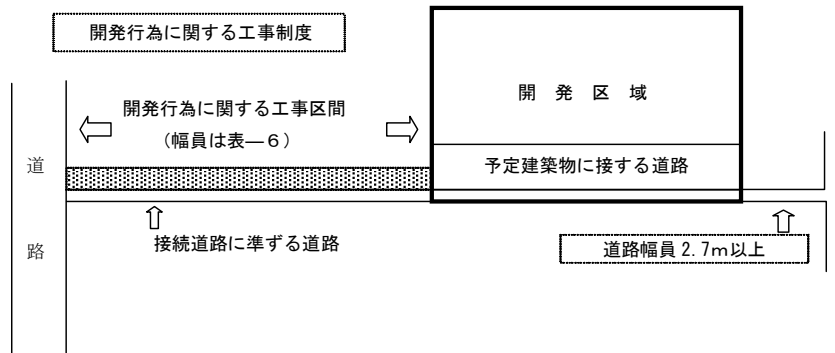 開発行為に関する工事制度
開 発 区 域
開発行為に関する工事区間
(幅員は表―6)
道
路
予定建築物に接する道路
接続道路に準ずる道路
道路幅員2.7m以上